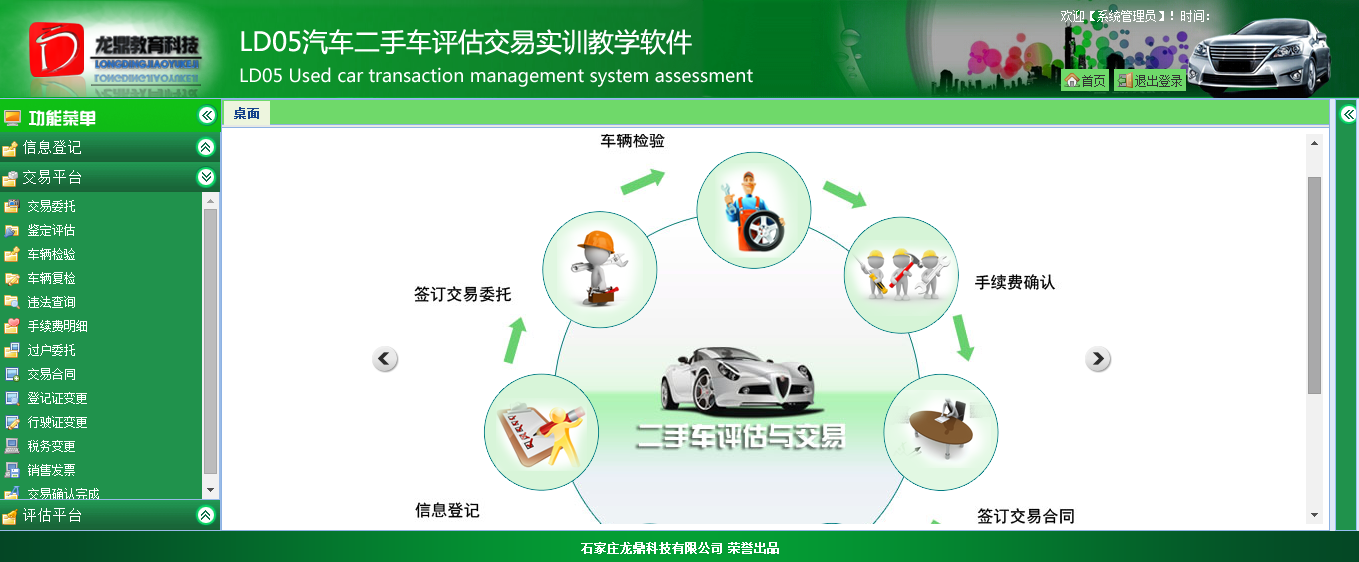 欢迎【系统管理员】！时间：
龙鼎教育科技
LONGDINGJIAOYUKEJI
LD05汽车二手车评估交易实训教学软件
LD05 Used car transaction management system assessment
首页
退出登录
功能菜单
桌面
信息登记
交易平台
交易委托
鉴定评估
车辆检验
车辆复检
违法查询
手续费明细
过户委托
交易合同
登记证变更
行驶证变更
税务变更
销售发票
交易确认完成
评估平台
车辆检验
签订交易委托
手续费确认
二手车评估与交易
信息登记
签订交易合同
石家庄龙鼎科技有限公司 荣誉出品